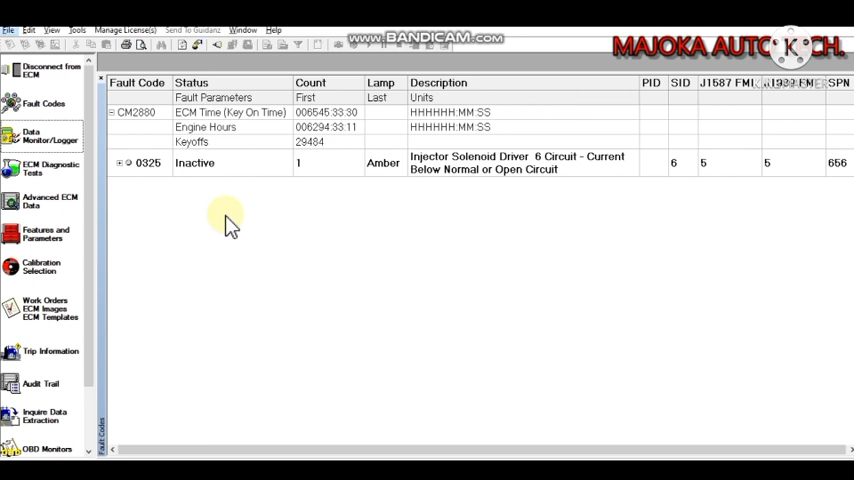 File Edit View Tools Manage License(s) Send To Guidanz Window Help
WWW.BANDICAM.COM
MAJOKA AUTO
K
CH.
Disconnect from
ECM
Fault Codes
Data
Monitor/Logger
ECM Diagnostic
Tests
Advanced ECM
Data
Features and
Parameters
Calibration
Selection
Work Orders
ECM Images
ECM Templates
Trip Information
Audit Trail
Inquire Data
Extraction
OBD Monitors
Fault Codes
Fault Code Status Count Lamp Description PID SID J1587 FMI J1939 FMI SPN
Fault Parameters First Last Units
CM2880 ECM Time (Key On Time) 006545:33:30 HHHHHH:MM:SS
Engine Hours 006294:33:11 HHHHHH:MM:SS
Keyoffs 29484
0325 Inactive 1 Amber Injector Solenoid Driver 6 Circuit - Current 6 5 5 656
Below Normal or Open Circuit